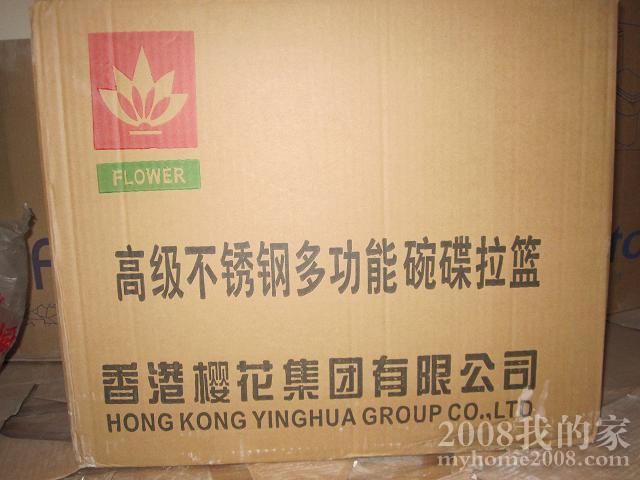 FLOWER
高级不锈钢多功能碗碟拉篮
香港樱花集团有限公司
HONG KONG YINGHUA GROUP CO.,LTD
2008我的家
myhome2008.com